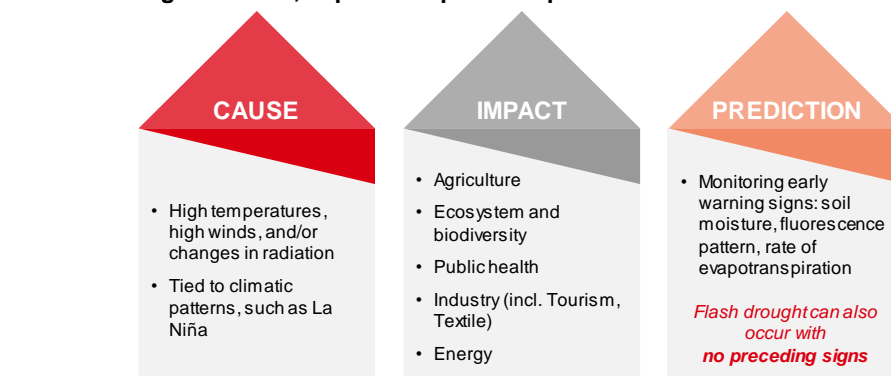 CAUSE
• High temperatures,
high winds, and/or
changes in radiation
• Tied to climatic
patterns, such as La
Niña
IMPACT
• Agriculture
• Ecosystem and
biodiversity
• Public health
• Industry (incl. Tourism,
Textile)
• Energy
PREDICTION
• Monitoring early
warning signs: soil
moisture, fluorescence
pattern, rate of
evapotranspiration
Flash drought can also
occur with
no preceding signs